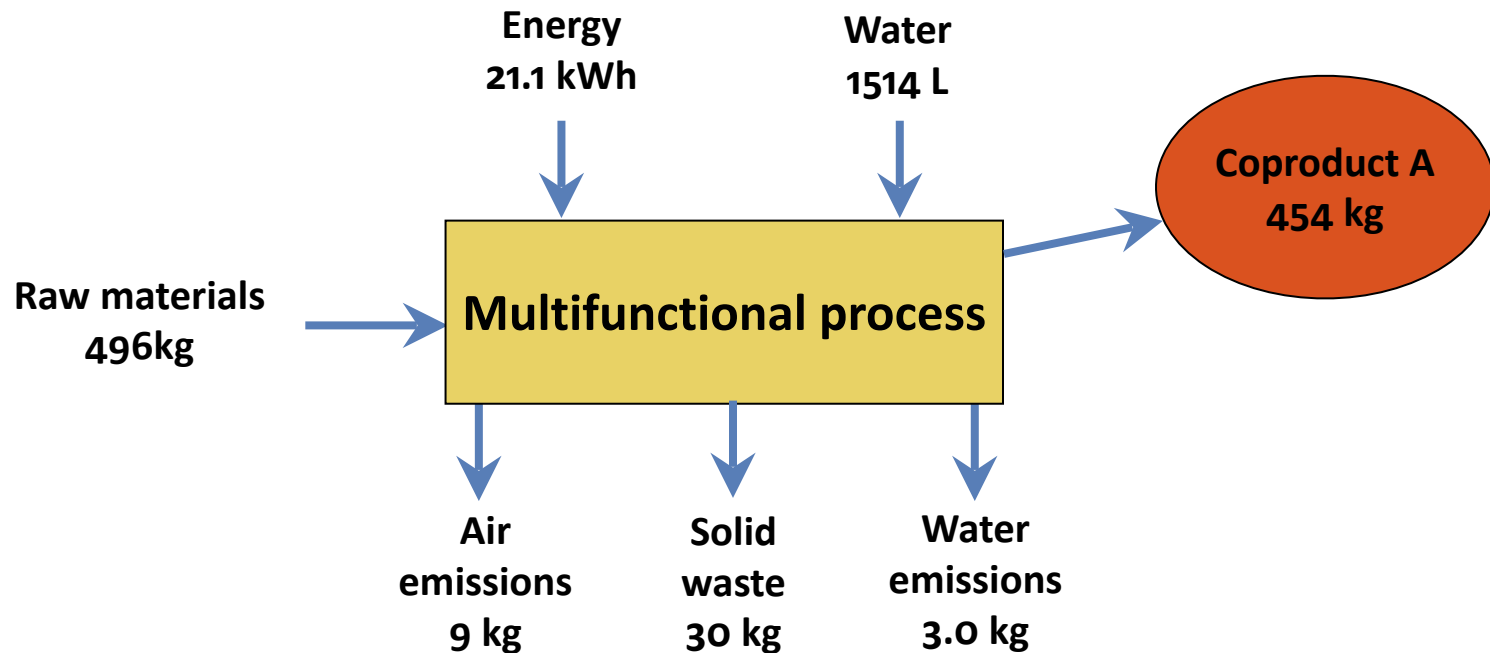 Energy
21.1 kWh
Water
1514 L
Coproduct A
454 kg
Raw materials
496kg
Multifunctional process
Air
emissions
9 kg
Solid
waste
30 kg
Water
emissions
3.0 kg